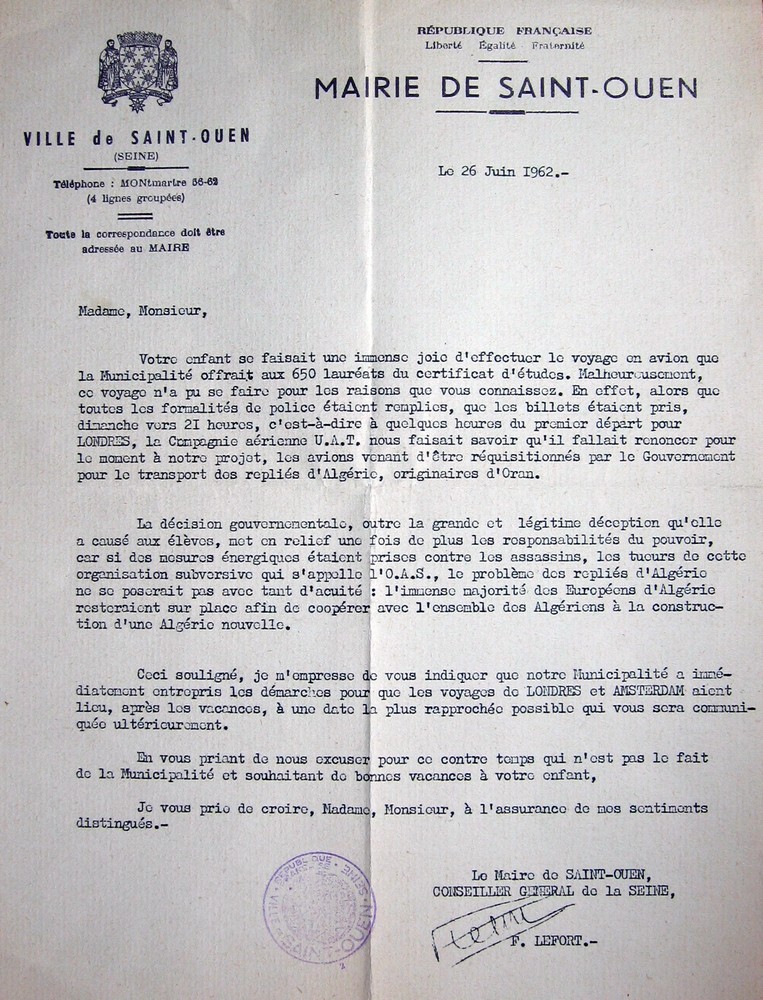 RÉPUBLIQUE FRANÇAISE
Liberté Égalité Fraternité
MAIRIE DE SAINT-OUEN
VILLE de SAINT-OUEN
(SEINE)
Téléphone : MONtmartre 66-62
(4 lignes groupées)
Toute la correspondance doit être
adressée au MAIRE
Le 26 Juin 1962.-
Madame, Monsieur,
Votre enfant se faisait une immense joie d'effectuer le voyage en avion que
la Municipalité offrait aux 650 lauréats du certificat d'études. Malheureusement,
ce voyage n'a pu se faire pour les raisons que vous connaissez. En effet, alors que
toutes les formalités de police étaient remplies, que les billets étaient pris,
dimanche vers 21 heures, c'est-à-dire à quelques heures du premier départ pour
LONDRES, la Compagnie aérienne U.A.T. nous faisait savoir qu'il fallait renoncer pour
le moment à notre projet, les avions venant d'être réquisitionnés par le Gouvernement
pour le transport des repliés d'Algérie, originaires d'Oran.
La décision gouvernementale, outre la grande et légitime déception qu'elle
a causé aux élèves, met en relief une fois de plus les responsabilités du pouvoir,
car si des mesures énergiques étaient prises contre les assassins, les tueurs de cette
organisation subversive qui s'appelle l'O.A.S., le problème des repliés d'Algérie
ne se poserait pas avec tant d'acuité : l'immense majorité des Européens d'Algérie
resteraient sur place afin de coopérer avec l'ensemble des Algériens à la construc-
tion d'une Algérie nouvelle.
Ceci souligné, je m'empresse de vous indiquer que notre Municipalité a immé-
diatement entrepris les démarches pour que les voyages de LONDRES et AMSTERDAM aient
lieu, après les vacances, à une date la plus rapprochée possible qui vous sera communi-
quée ultérieurement.
En vous priant de nous excuser pour ce contre temps qui n'est pas le fait
de la Municipalité et souhaitant de bonnes vacances à votre enfant,
Je vous prie de croire, Madame, Monsieur, à l'assurance de mes sentiments
distingués.-
Le Maire de SAINT-OUEN,
CONSEILLER GENERAL de la SEINE,
F. LEFORT.-
RÉPUBLIQUE
VILLE DE SAINT-OUEN
SEINE